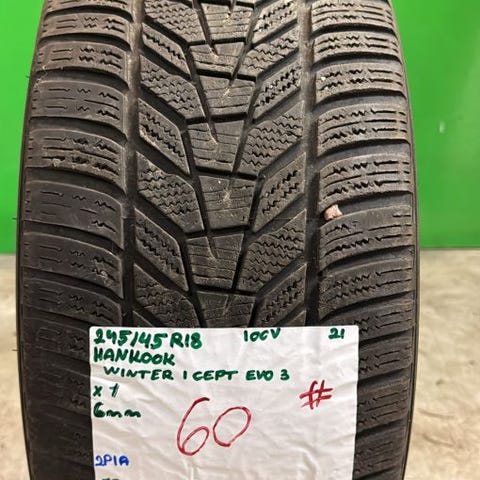 245/45 R18 100V 21
HANKOOK
WINTER I CEPT EVO 3
X 1
6mm
60 #
2P1A